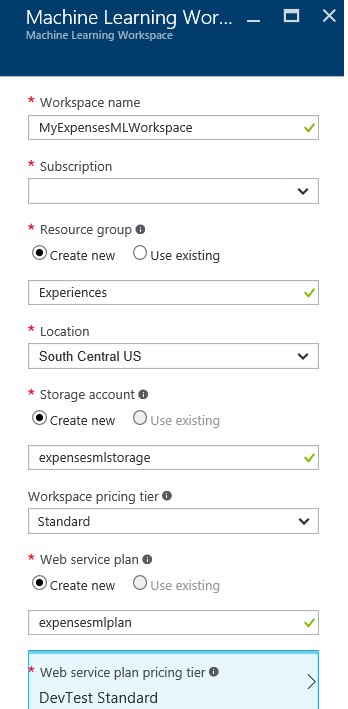 Machine Learning Wor...
Machine Learning Workspace
* Workspace name
MyExpensesMLWorkspace
* Subscription
* Resource group
Create new Use existing
Experiences
* Location
South Central US
* Storage account
Create new Use existing
expensesmlstorage
Workspace pricing tier
Standard
* Web service plan
Create new Use existing
expensesmlplan
* Web service plan pricing tier
DevTest Standard